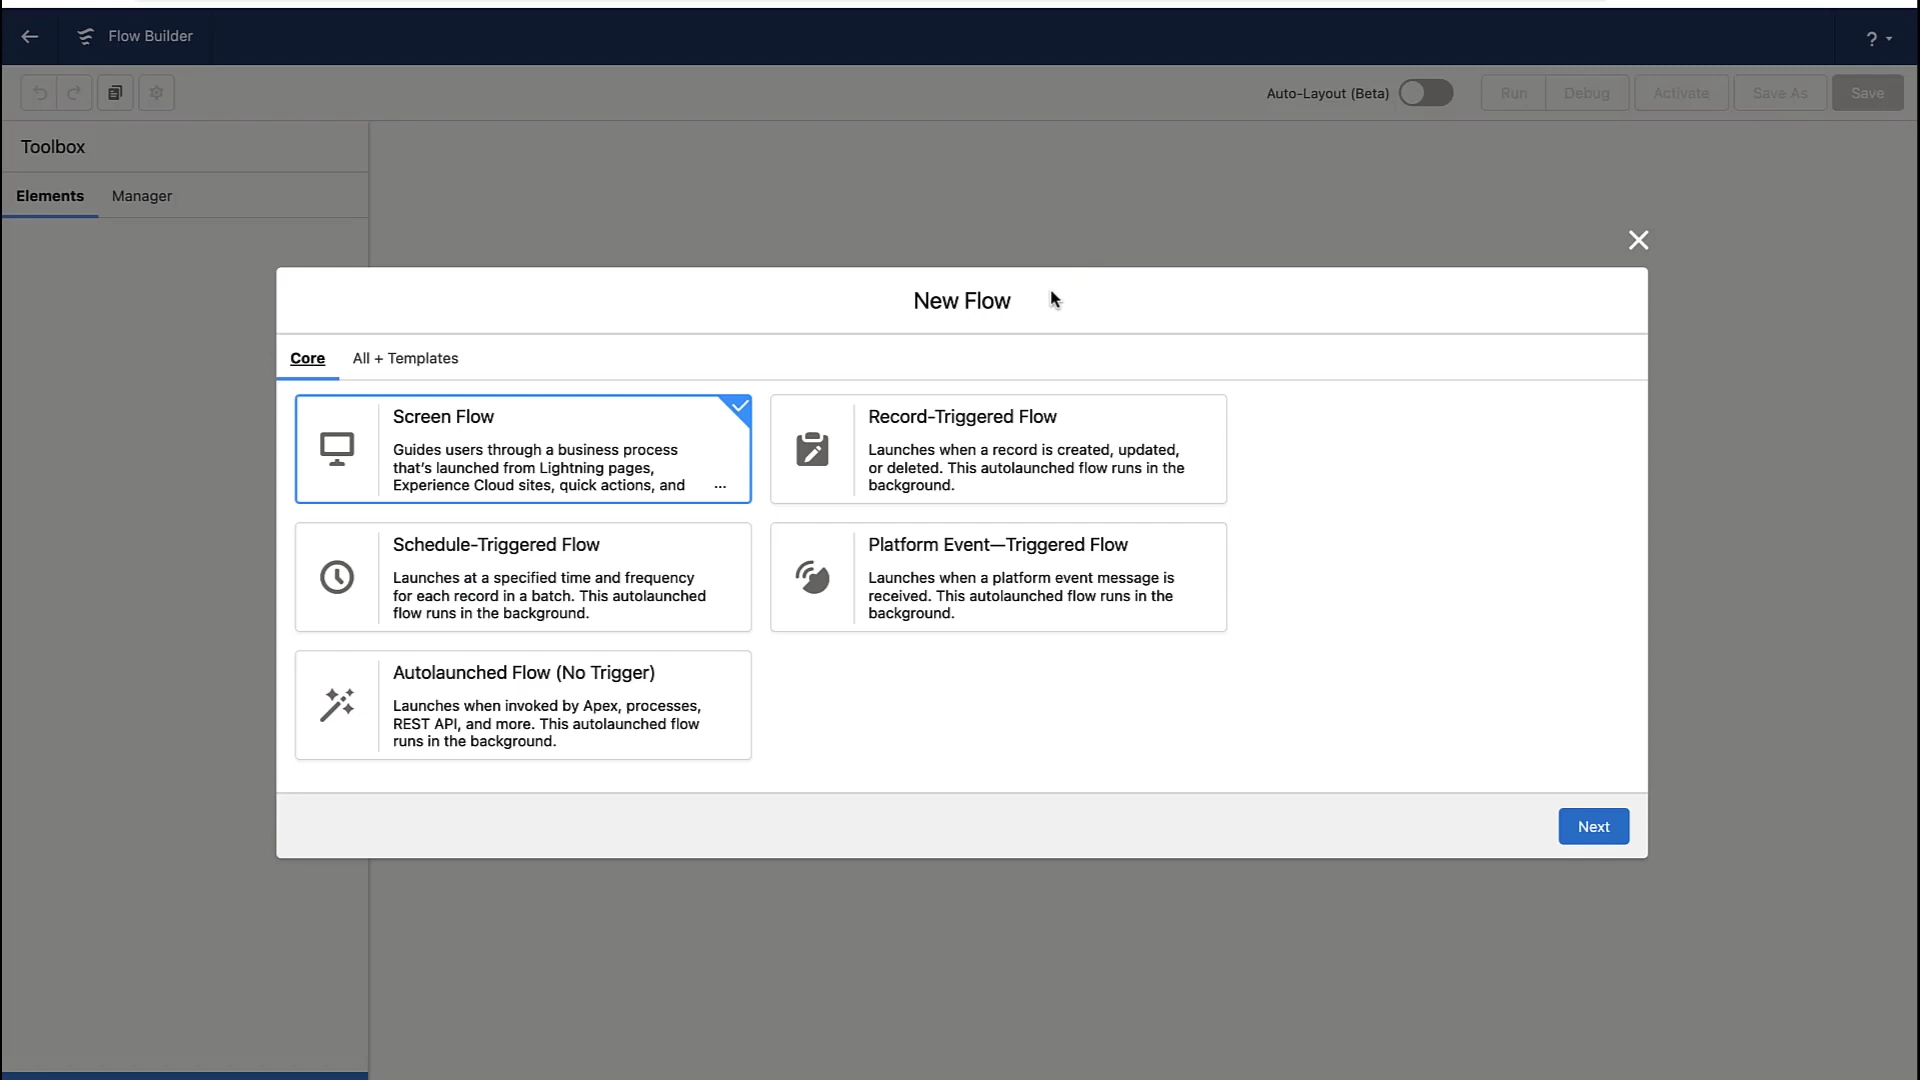 Flow Builder
?
Auto-Layout (Beta)
Run
Debug
Activate
Save As
Save
Toolbox
Elements
Manager
New Flow
Core
All + Templates
Screen Flow
Guides users through a business process
that's launched from Lightning pages,
Experience Cloud sites, quick actions, and ...
Record-Triggered Flow
Launches when a record is created, updated,
or deleted. This autolaunched flow runs in the
background.
Schedule-Triggered Flow
Launches at a specified time and frequency
for each record in a batch. This autolaunched
flow runs in the background.
Platform Event—Triggered Flow
Launches when a platform event message is
received. This autolaunched flow runs in the
background.
Autolaunched Flow (No Trigger)
Launches when invoked by Apex, processes,
REST API, and more. This autolaunched flow
runs in the background.
Next